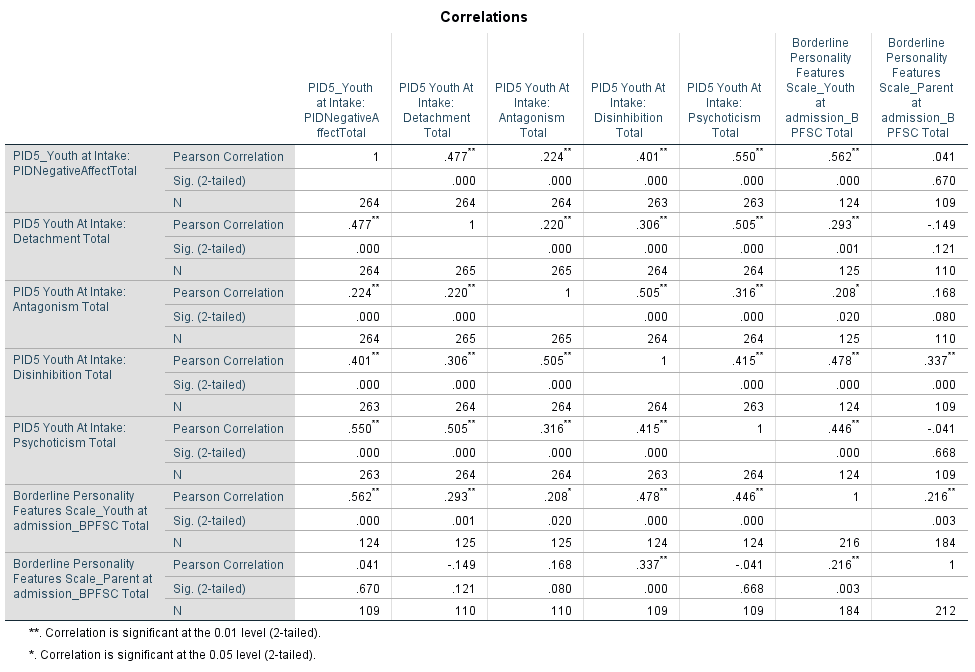 Correlations
PID5_Youth at Intake: PIDNegativeAffectTotal | PID5 Youth At Intake: Detachment Total | PID5 Youth At Intake: Antagonism Total | PID5 Youth At Intake: Disinhibition Total | PID5 Youth At Intake: Psychoticism Total | Borderline Personality Features Scale_Youth at admission_BPFSC Total | Borderline Personality Features Scale_Parent at admission_BPFSC Total
PID5_Youth at Intake: PIDNegativeAffectTotal
Pearson Correlation 1 .477** .224** .401** .550** .562** .041
Sig. (2-tailed) .000 .000 .000 .000 .000 .670
N 264 264 264 263 263 124 109
PID5 Youth At Intake: Detachment Total
Pearson Correlation .477** 1 .220** .306** .505** .293** -.149
Sig. (2-tailed) .000 .000 .000 .000 .001 .121
N 264 265 265 264 264 125 110
PID5 Youth At Intake: Antagonism Total
Pearson Correlation .224** .220** 1 .505** .316** .208* .168
Sig. (2-tailed) .000 .000 .000 .000 .020 .080
N 264 265 265 264 264 125 110
PID5 Youth At Intake: Disinhibition Total
Pearson Correlation .401** .306** .505** 1 .415** .478** .337**
Sig. (2-tailed) .000 .000 .000 .000 .000 .000
N 263 264 264 264 263 124 109
PID5 Youth At Intake: Psychoticism Total
Pearson Correlation .550** .505** .316** .415** 1 .446** -.041
Sig. (2-tailed) .000 .000 .000 .000 .000 .668
N 263 264 264 263 264 124 109
Borderline Personality Features Scale_Youth at admission_BPFSC Total
Pearson Correlation .562** .293** .208* .478** .446** 1 .216**
Sig. (2-tailed) .000 .001 .020 .000 .000 .003
N 124 125 125 124 124 216 184
Borderline Personality Features Scale_Parent at admission_BPFSC Total
Pearson Correlation .041 -.149 .168 .337** -.041 .216** 1
Sig. (2-tailed) .670 .121 .080 .000 .668 .003
N 109 110 110 109 109 184 212
**. Correlation is significant at the 0.01 level (2-tailed).
*. Correlation is significant at the 0.05 level (2-tailed).